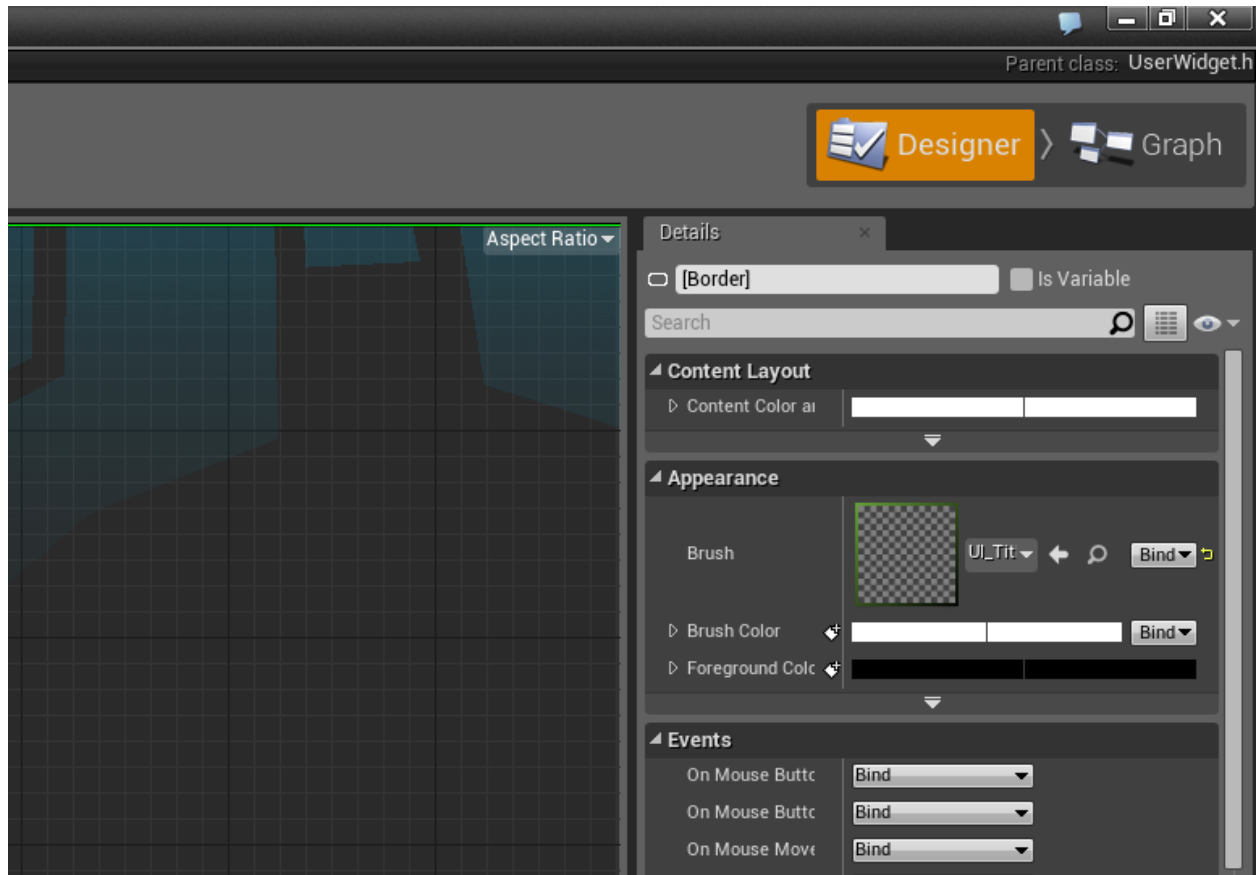 Parent class: UserWidget.h
Designer Graph
Aspect Ratio
Details
[Border] Is Variable
Search
Content Layout
Content Color ar
Appearance
Brush UI_Tit Bind
Brush Color Bind
Foreground Colc
Events
On Mouse Buttc Bind
On Mouse Buttc Bind
On Mouse Move Bind